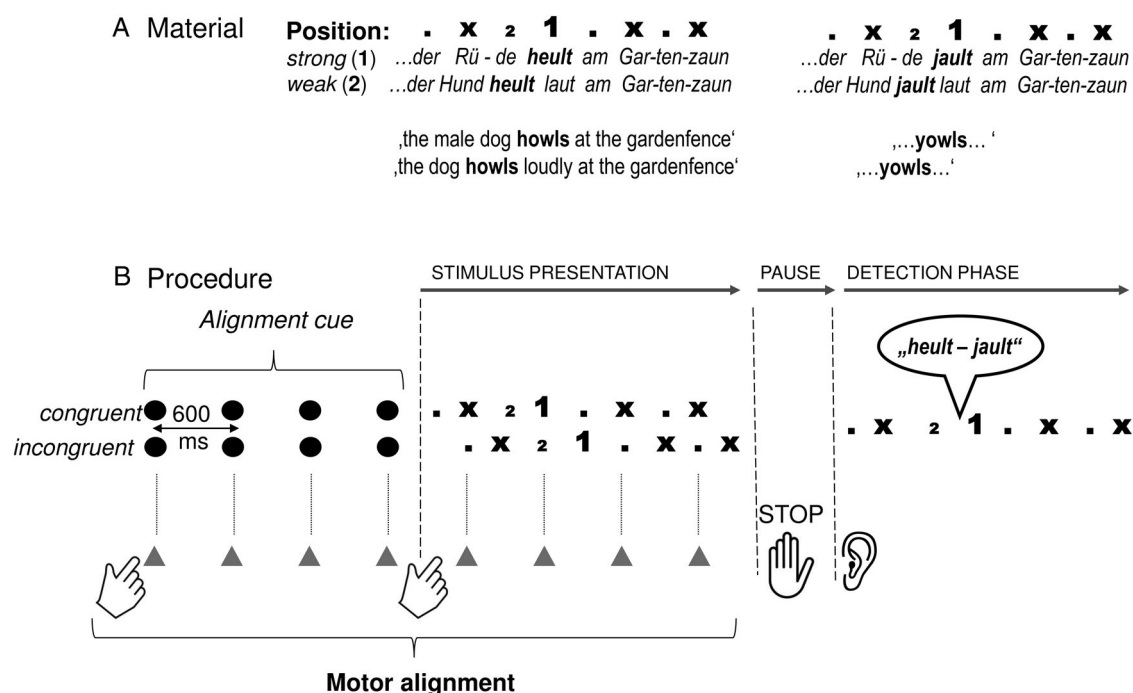 A Material
Position: . x 2 1 . x . x . x 2 1 . x . x
strong (1) ...der Rü - de heult am Gar-ten-zaun ...der Rü - de jault am Gar-ten-zaun
weak (2) ...der Hund heult laut am Gar-ten-zaun ...der Hund jault laut am Gar-ten-zaun
‚the male dog howls at the gardenfence‘ ‚...yowls... ‘
‚the dog howls loudly at the gardenfence‘ ‚...yowls...‘
B Procedure
STIMULUS PRESENTATION PAUSE DETECTION PHASE
Alignment cue
„heult – jault“
congruent 600 . x 2 1 . x . x
incongruent ms . x 2 1 . x . x
. x 2 1 . x . x
STOP
Motor alignment